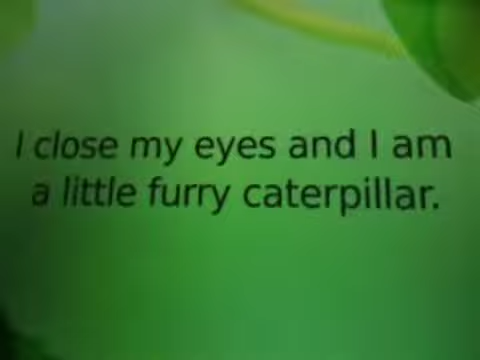 I close my eyes and I am
a little furry caterpillar.